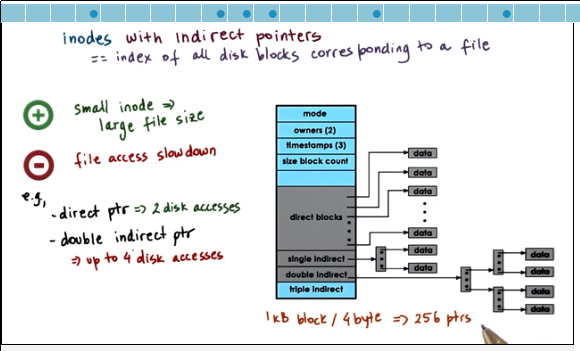 inodes with Indirect pointers
== index of all disk blocks corresponding to a file
+
small inode ⇒
large file size
−
file access slowdown
e.g,
- direct ptr ⇒ 2 disk accesses
- double indirect ptr
⇒ up to 4 disk accesses
mode
owners (2)
timestamps (3)
size block count
direct blocks
single indirect
double indirect
triple indirect
data
data
data
data
data
data
data
data
data
data
1kB block / 4 byte ⇒ 256 ptrs